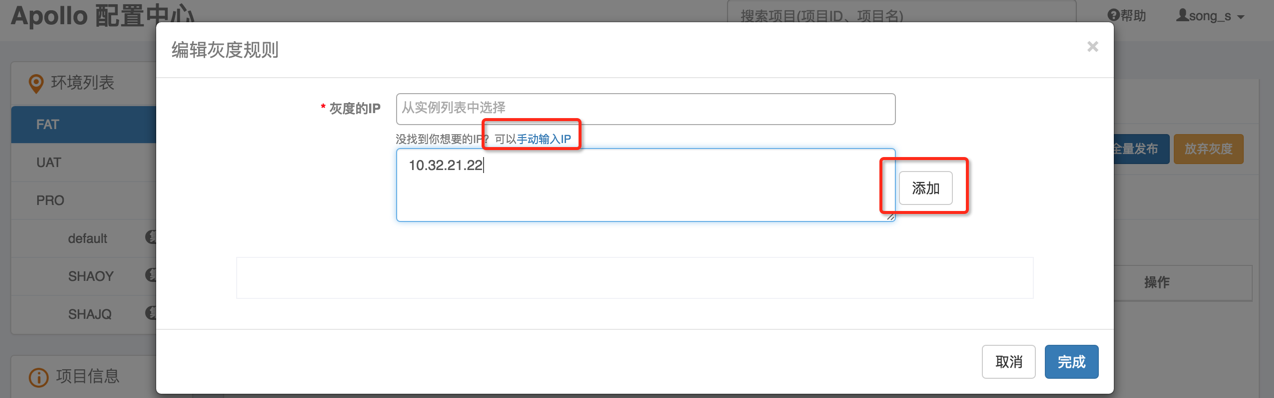 Apollo 配置中心
搜索项目(项目ID、项目名)
帮助
song_s
编辑灰度规则
×
环境列表
FAT
UAT
PRO
default
SHAOY
SHAJQ
项目信息
* 灰度的IP
从实例列表中选择
没找到你想要的IP? 可以手动输入IP
10.32.21.22
添加
全量发布
放弃灰度
操作
取消
完成